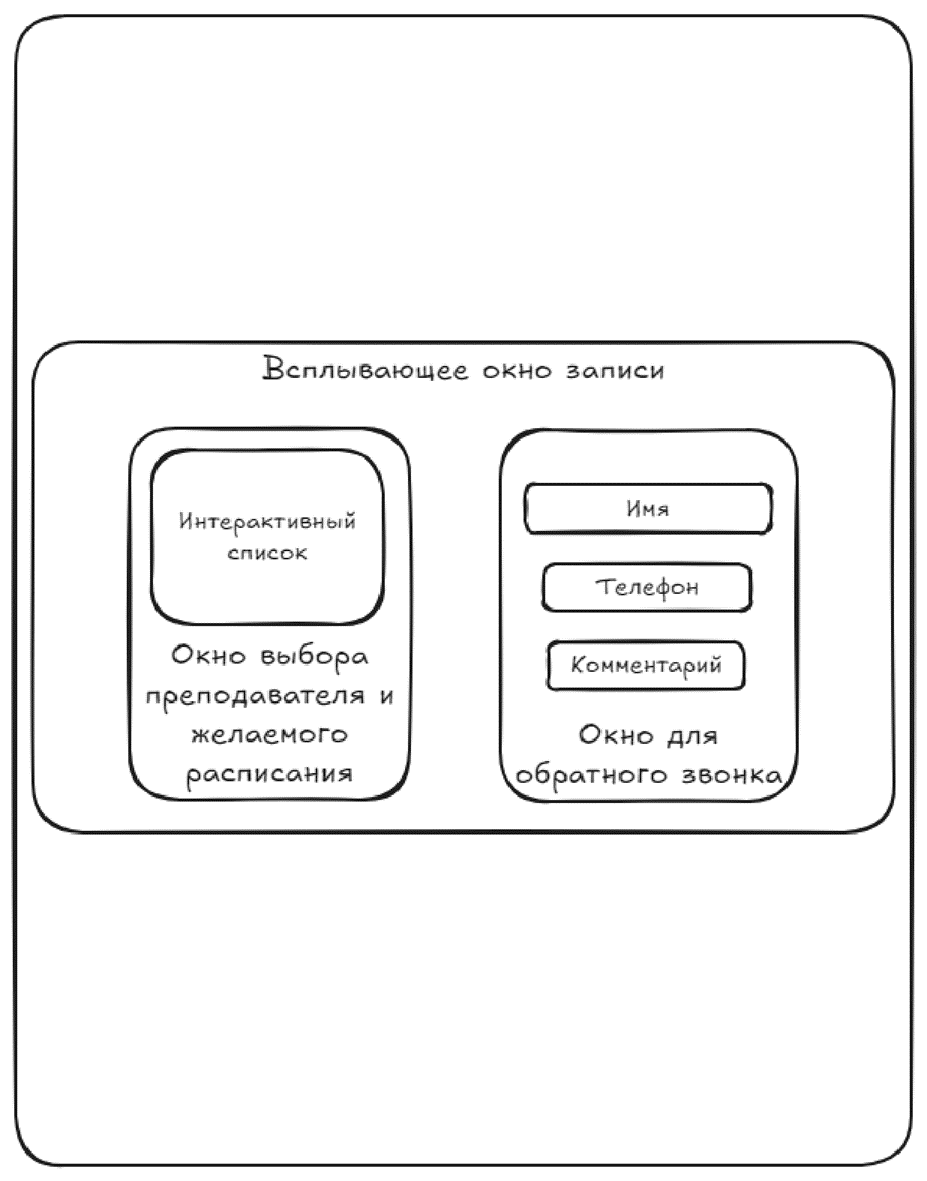 Всплывающее окно записи
Интерактивный
список
Окно выбора
преподавателя и
желаемого
расписания
Имя
Телефон
Комментарий
Окно для
обратного звонка